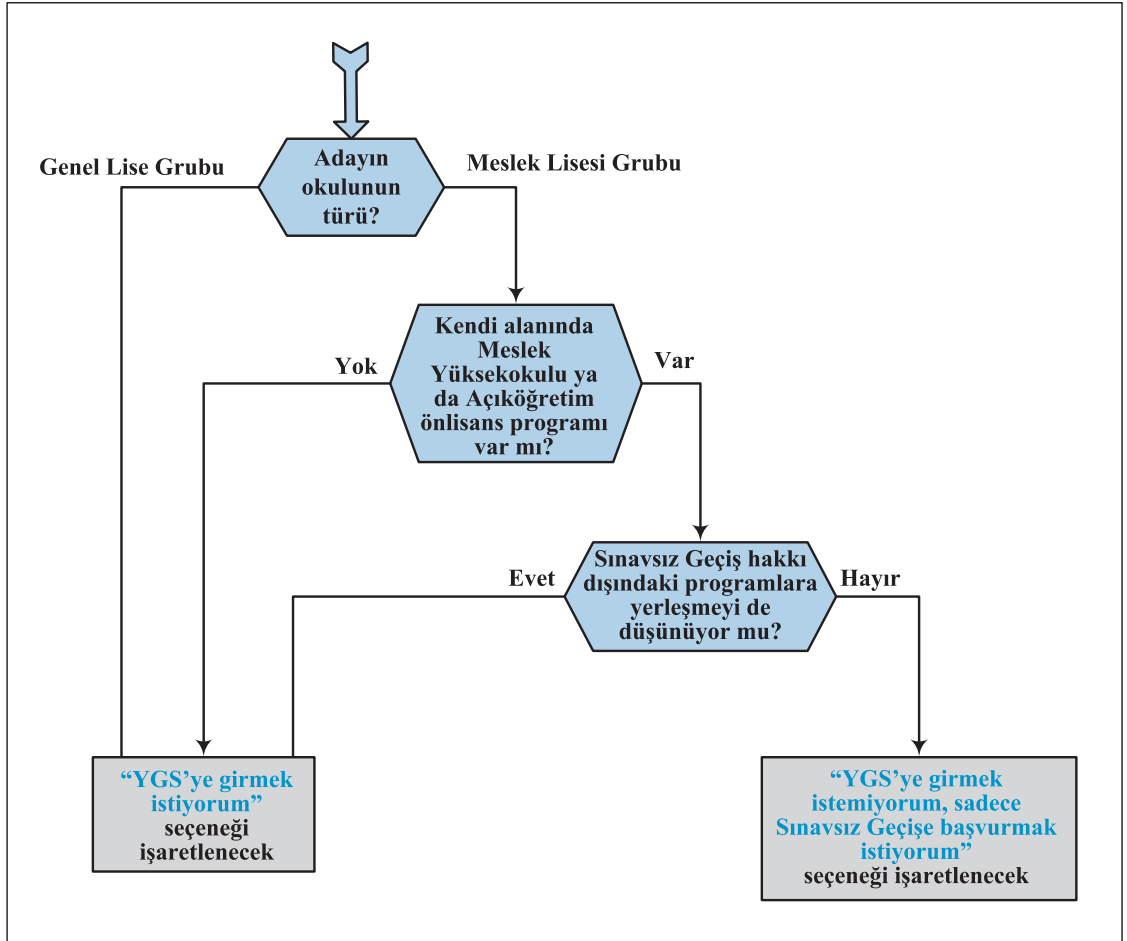 Adayın
okulunun
türü?
Genel Lise Grubu
Meslek Lisesi Grubu
Kendi alanında
Meslek
Yüksekokulu ya
da Açıköğretim
önlisans programı
var mı?
Yok
Var
Sınavsız Geçiş hakkı
dışındaki programlara
yerleşmeyi de
düşünüyor mu?
Evet
Hayır
“YGS’ye girmek
istiyorum”
seçeneği
işaretlenecek
“YGS’ye girmek
istemiyorum, sadece
Sınavsız Geçişe başvurmak
istiyorum”
seçeneği işaretlenecek